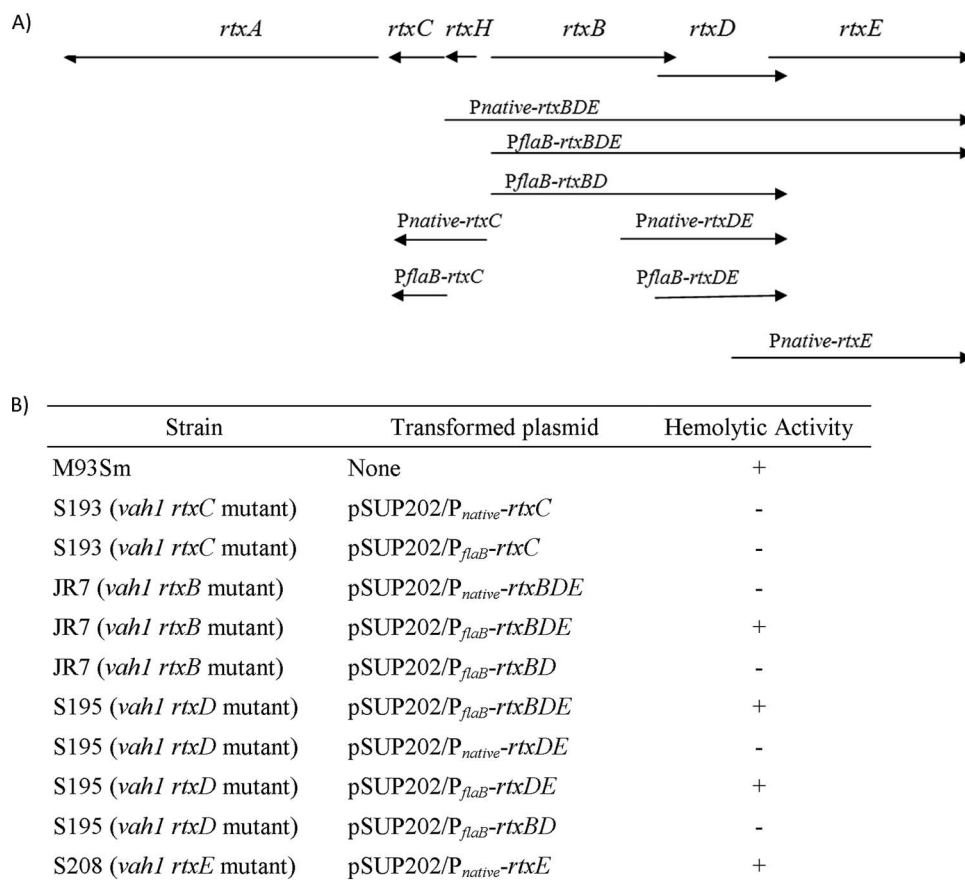 A)
rtxA rtxC rtxH rtxB rtxD rtxE
Pnative-rtxBDE
PflaB-rtxBDE
PflaB-rtxBD
Pnative-rtxC Pnative-rtxDE
PflaB-rtxC PflaB-rtxDE
Pnative-rtxE
B)
Strain Transformed plasmid Hemolytic Activity
M93Sm None +
S193 (vah1 rtxC mutant) pSUP202/Pnative-rtxC -
S193 (vah1 rtxC mutant) pSUP202/PflaB-rtxC -
JR7 (vah1 rtxB mutant) pSUP202/Pnative-rtxBDE -
JR7 (vah1 rtxB mutant) pSUP202/PflaB-rtxBDE +
JR7 (vah1 rtxB mutant) pSUP202/PflaB-rtxBD -
S195 (vah1 rtxD mutant) pSUP202/PflaB-rtxBDE +
S195 (vah1 rtxD mutant) pSUP202/Pnative-rtxDE -
S195 (vah1 rtxD mutant) pSUP202/PflaB-rtxDE +
S195 (vah1 rtxD mutant) pSUP202/PflaB-rtxBD -
S208 (vah1 rtxE mutant) pSUP202/Pnative-rtxE +